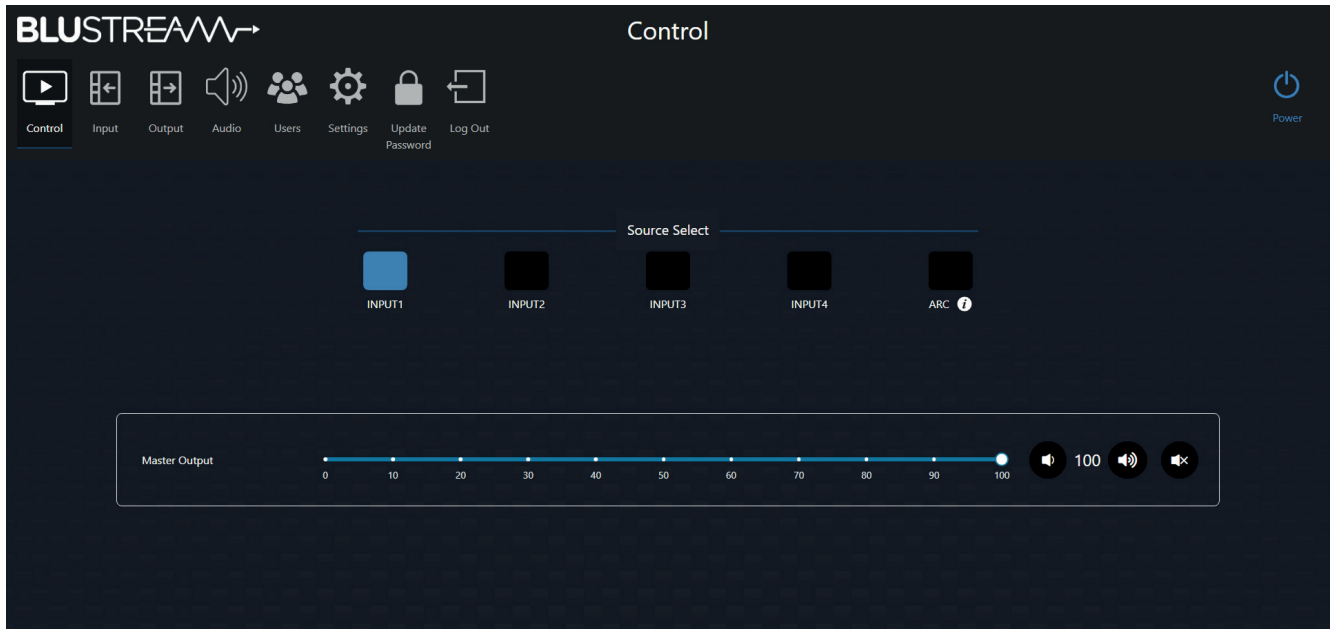 BLUSTREAM
Control
Control Input Output Audio Users Settings Update Password Log Out
Power
Source Select
INPUT1 INPUT2 INPUT3 INPUT4 ARC i
Master Output
0 10 20 30 40 50 60 70 80 90 100
100